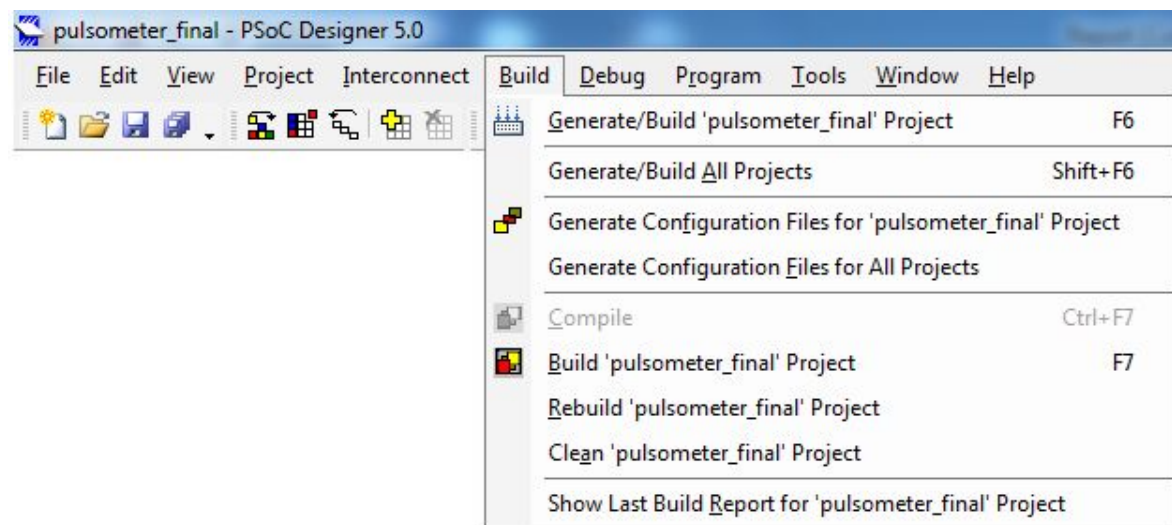 pulsometer_final - PSoC Designer 5.0
File Edit View Project Interconnect Build Debug Program Tools Window Help
Generate/Build 'pulsometer_final' Project F6
Generate/Build All Projects Shift+F6
Generate Configuration Files for 'pulsometer_final' Project
Generate Configuration Files for All Projects
Compile Ctrl+F7
Build 'pulsometer_final' Project F7
Rebuild 'pulsometer_final' Project
Clean 'pulsometer_final' Project
Show Last Build Report for 'pulsometer_final' Project